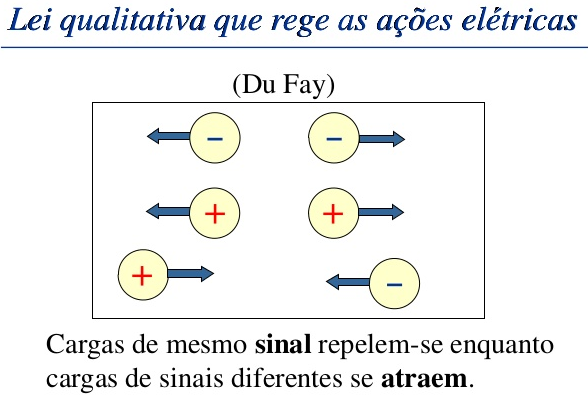 Lei qualitativa que rege as ações elétricas
(Du Fay)
– –
+ +
+ –
Cargas de mesmo sinal repelem-se enquanto
cargas de sinais diferentes se atraem.